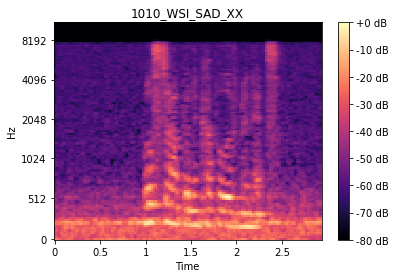 1010_WSI_SAD_XX
+0 dB
8192
-10 dB
4096
-20 dB
-30 dB
2048
Hz
-40 dB
1024
-50 dB
512
-60 dB
-70 dB
0
-80 dB
0 0.5 1 1.5 2 2.5
Time